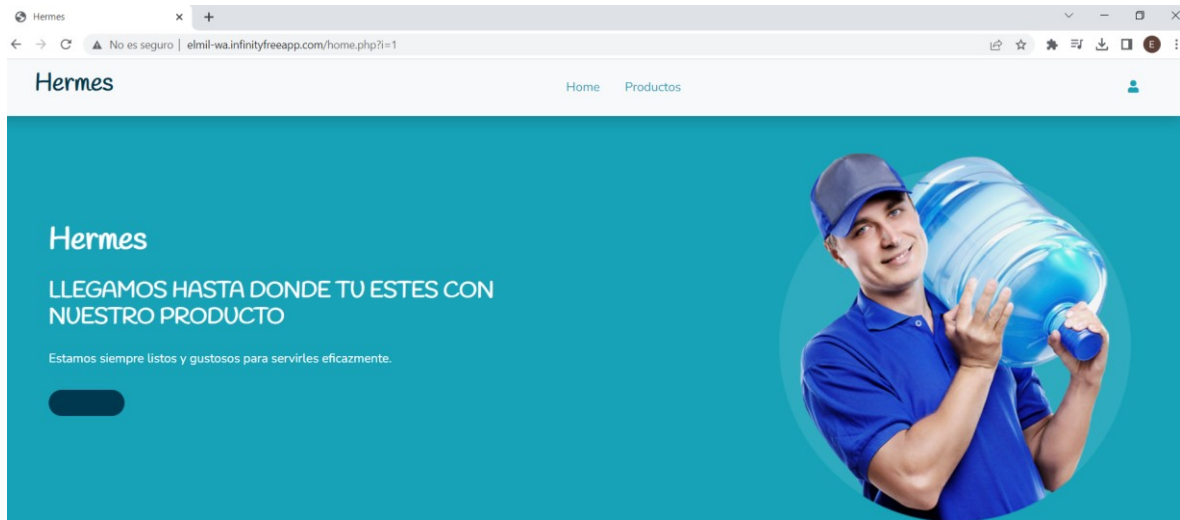 Hermes
No es seguro | elmil-wa.infinityfreeapp.com/home.php?i=1
E
Hermes
Home
Productos
Hermes
LLEGAMOS HASTA DONDE TU ESTES CON
NUESTRO PRODUCTO
Estamos siempre listos y gustosos para servirles eficazmente.